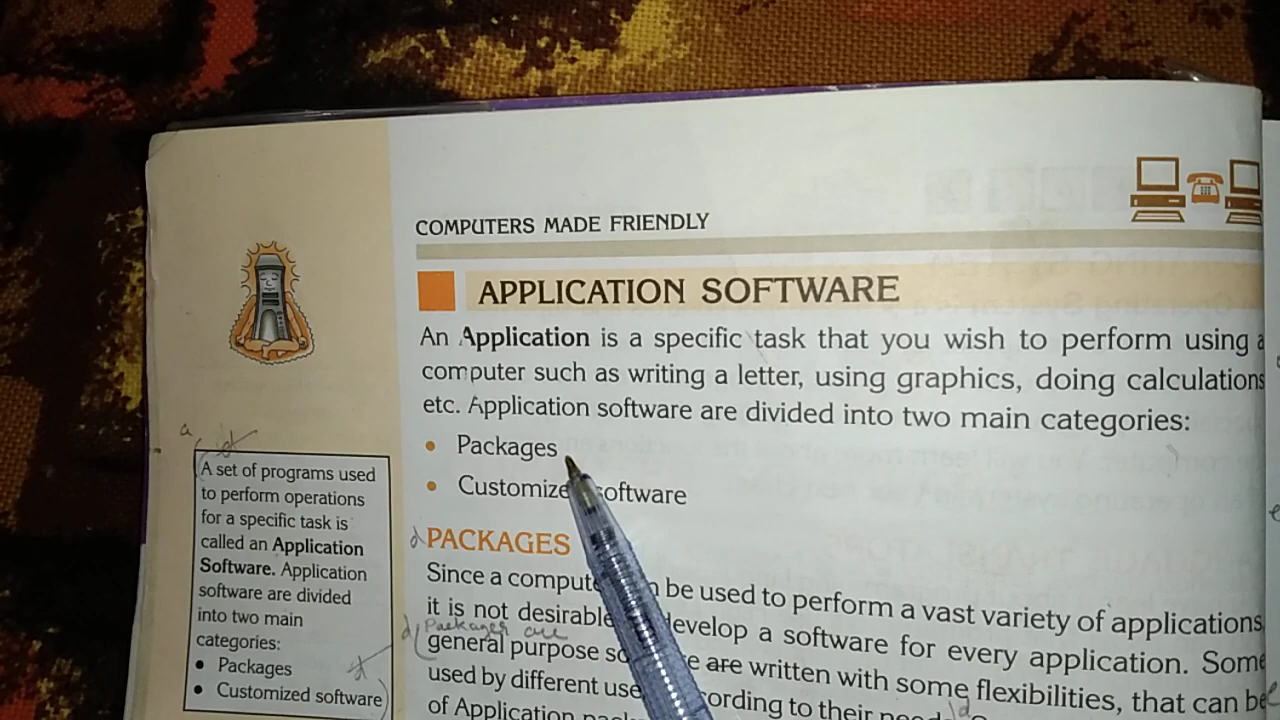 COMPUTERS MADE FRIENDLY
APPLICATION SOFTWARE
An Application is a specific task that you wish to perform using a
computer such as writing a letter, using graphics, doing calculations
etc. Application software are divided into two main categories:
• Packages
• Customize software
d PACKAGES
Since a compute be used to perform a vast variety of applications,
it is not desirable develop a software for every application. Some
Packages are
general purpose so are written with some flexibilities, that can be
used by different use according to their
of Application
a
A set of programs used
to perform operations
for a specific task is
called an Application
Software. Application
software are divided
into two main
categories:
• Packages
• Customized software